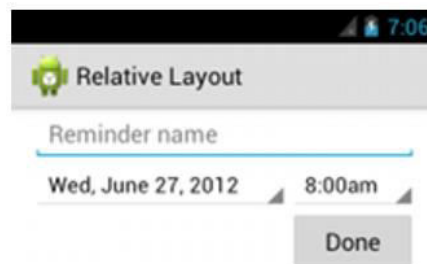 7:06
Relative Layout
Reminder name
Wed, June 27, 2012 8:00am
Done